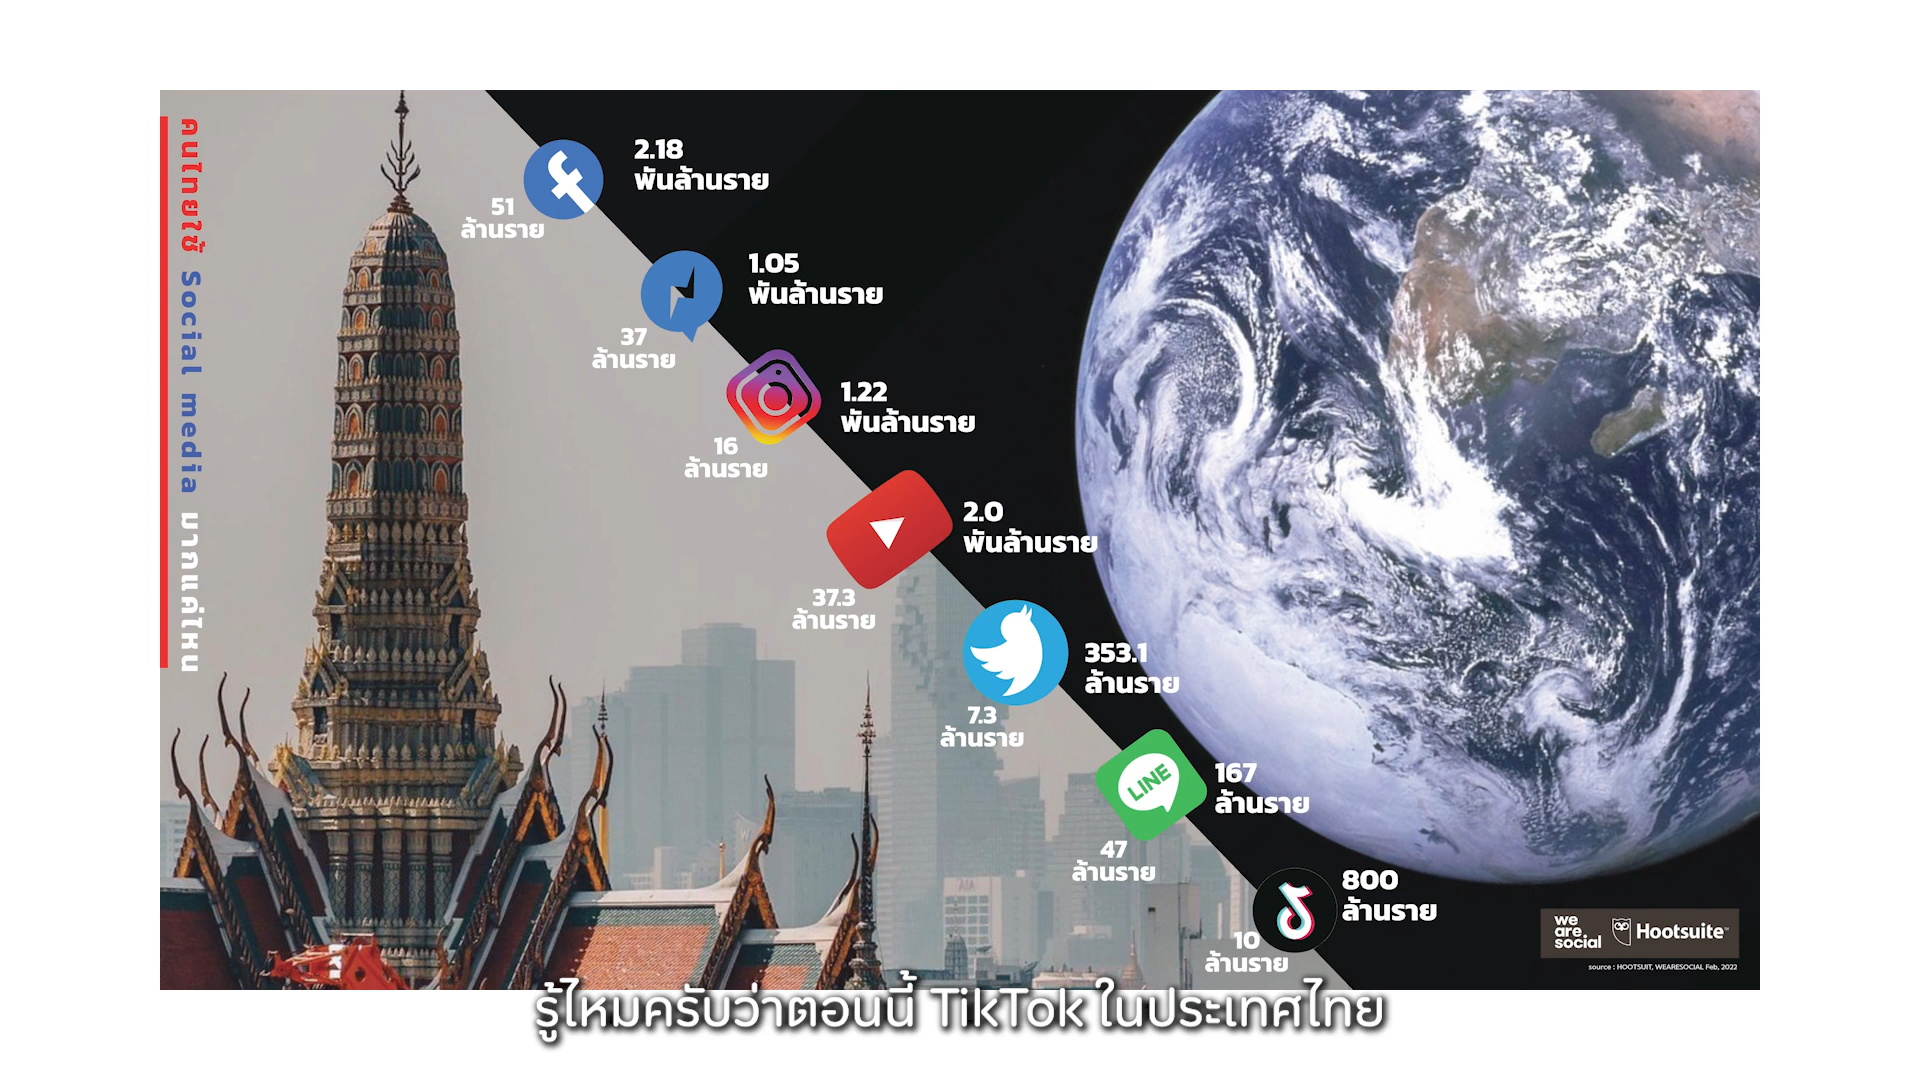 คนไทยใช้ Social media มากแค่ไหน
2.18
พันล้านราย
51
ล้านราย
1.05
พันล้านราย
37
ล้านราย
1.22
พันล้านราย
16
ล้านราย
2.0
พันล้านราย
37.3
ล้านราย
353.1
ล้านราย
7.3
ล้านราย
LINE
167
ล้านราย
47
ล้านราย
800
ล้านราย
10
ล้านราย
AIA
we
are
social
Hootsuite™
source : HOOTSUIT, WEARESOCIAL Feb, 2022
รู้ไหมครับว่าตอนนี้ TikTok ในประเทศไทย